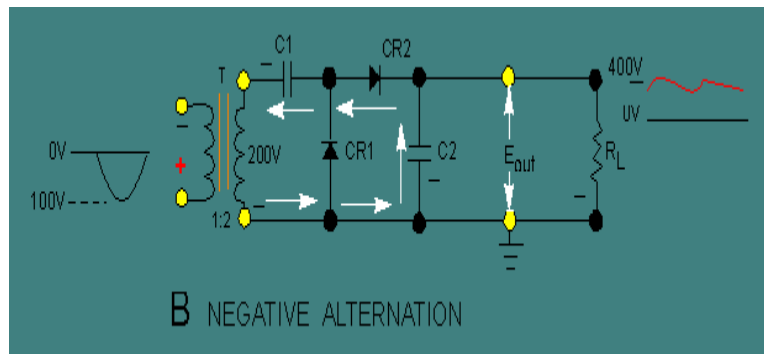 C1
CR2
T
400V
UV
0V
100V
200V
CR1
C2
Eout
RL
1:2
B NEGATIVE ALTERNATION